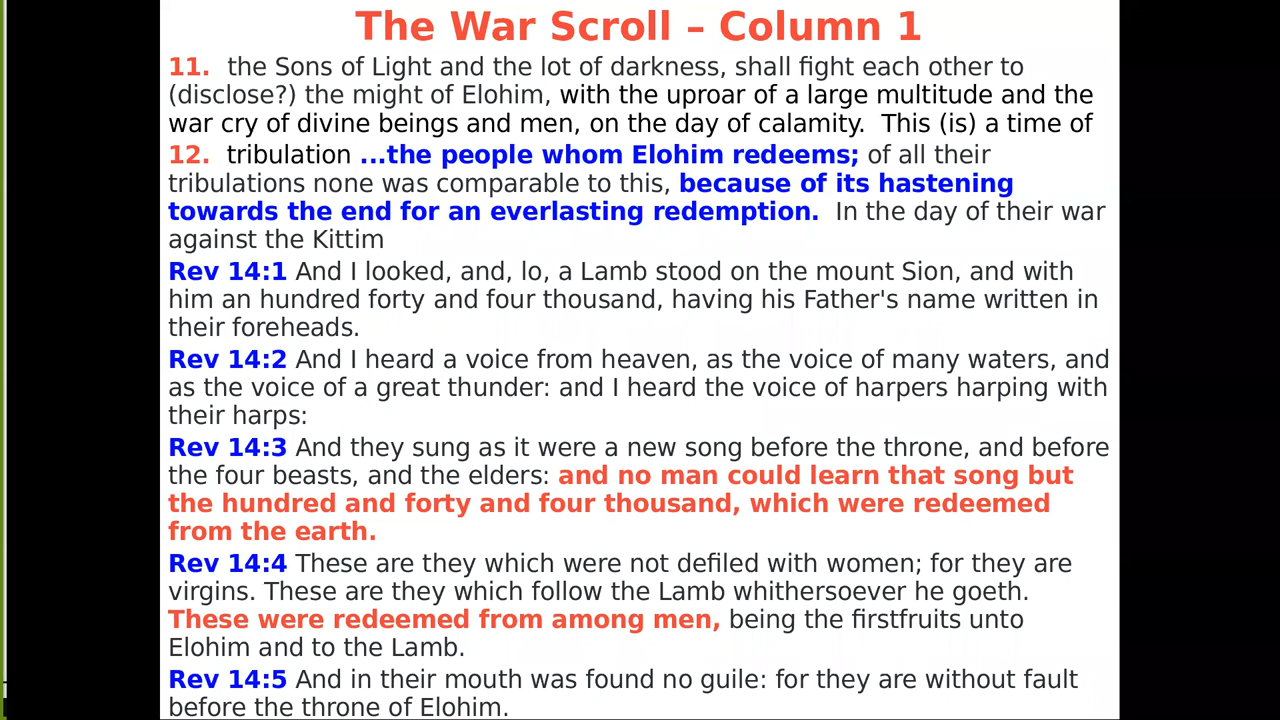 The War Scroll – Column 1
11.  the Sons of Light and the lot of darkness, shall fight each other to
(disclose?) the might of Elohim, with the uproar of a large multitude and the
war cry of divine beings and men, on the day of calamity.  This (is) a time of
12.  tribulation ...the people whom Elohim redeems; of all their
tribulations none was comparable to this, because of its hastening
towards the end for an everlasting redemption.  In the day of their war
against the Kittim
Rev 14:1 And I looked, and, lo, a Lamb stood on the mount Sion, and with
him an hundred forty and four thousand, having his Father's name written in
their foreheads.
Rev 14:2 And I heard a voice from heaven, as the voice of many waters, and
as the voice of a great thunder: and I heard the voice of harpers harping with
their harps:
Rev 14:3 And they sung as it were a new song before the throne, and before
the four beasts, and the elders: and no man could learn that song but
the hundred and forty and four thousand, which were redeemed
from the earth.
Rev 14:4 These are they which were not defiled with women; for they are
virgins. These are they which follow the Lamb whithersoever he goeth.
These were redeemed from among men, being the firstfruits unto
Elohim and to the Lamb.
Rev 14:5 And in their mouth was found no guile: for they are without fault
before the throne of Elohim.